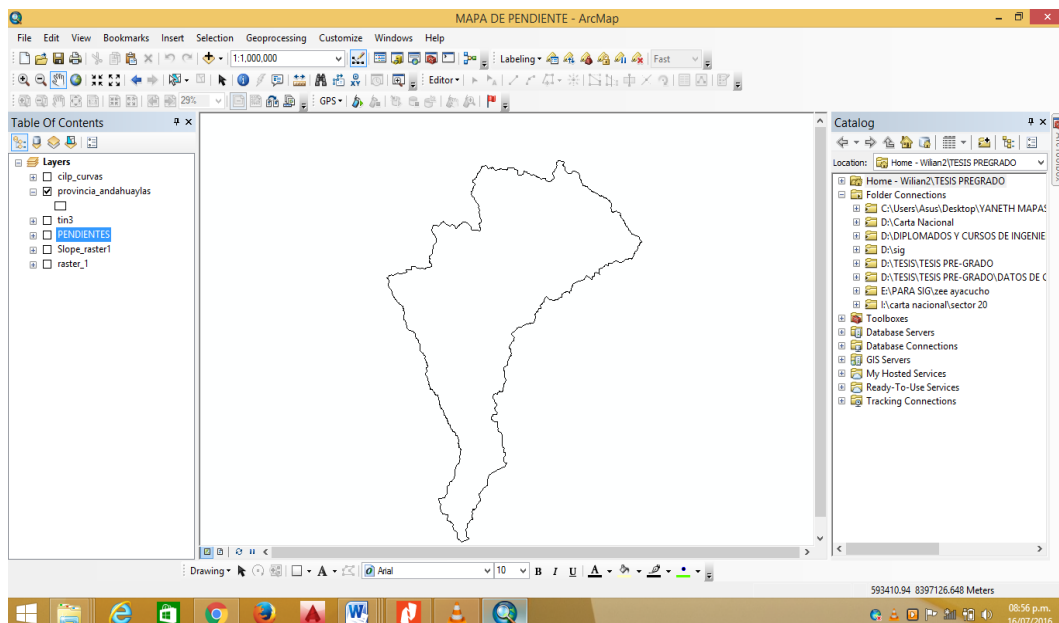 MAPA DE PENDIENTE - ArcMap
File Edit View Bookmarks Insert Selection Geoprocessing Customize Windows Help
1:1,000,000
Labeling
Fast
Editor
29%
GPS
Table Of Contents
Layers
cilp_curvas
provincia_andahuaylas
tin3
PENDIENTES
Slope_raster1
raster_1
Catalog
Location: Home - Wilian2\TESIS PREGRADO
Home - Wilian2\TESIS PREGRADO
Folder Connections
C:\Users\Asus\Desktop\YANETH MAPAS
D:\Carta Nacional
D:\DIPLOMADOS Y CURSOS DE INGENIE
D:\sig
D:\TESIS\TESIS PRE-GRADO
D:\TESIS\TESIS PRE-GRADO\DATOS DE
E:\PARA SIG\zee ayacucho
I:\carta nacional\sector 20
Toolboxes
Database Servers
Database Connections
GIS Servers
My Hosted Services
Ready-To-Use Services
Tracking Connections
Drawing
A
Arial
10
B I U A
593410.94 8397126.648 Meters
08:56 p.m.
16/07/2016